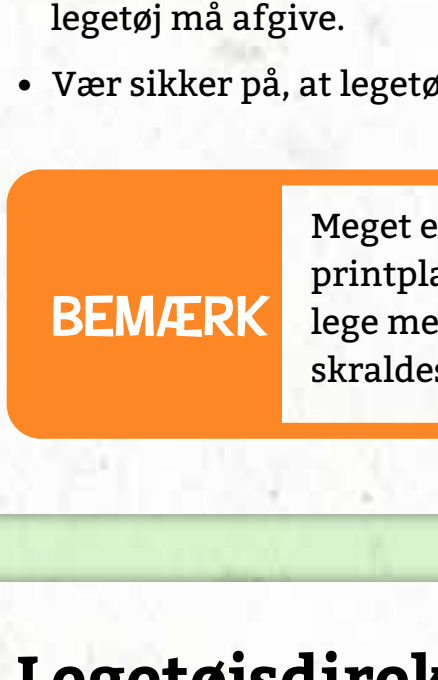 legetøj må afgive.
• Vær sikker på, at legetø
BEMÆRK
Meget e
printpla
lege me
skraldes
Legetøjsdirek